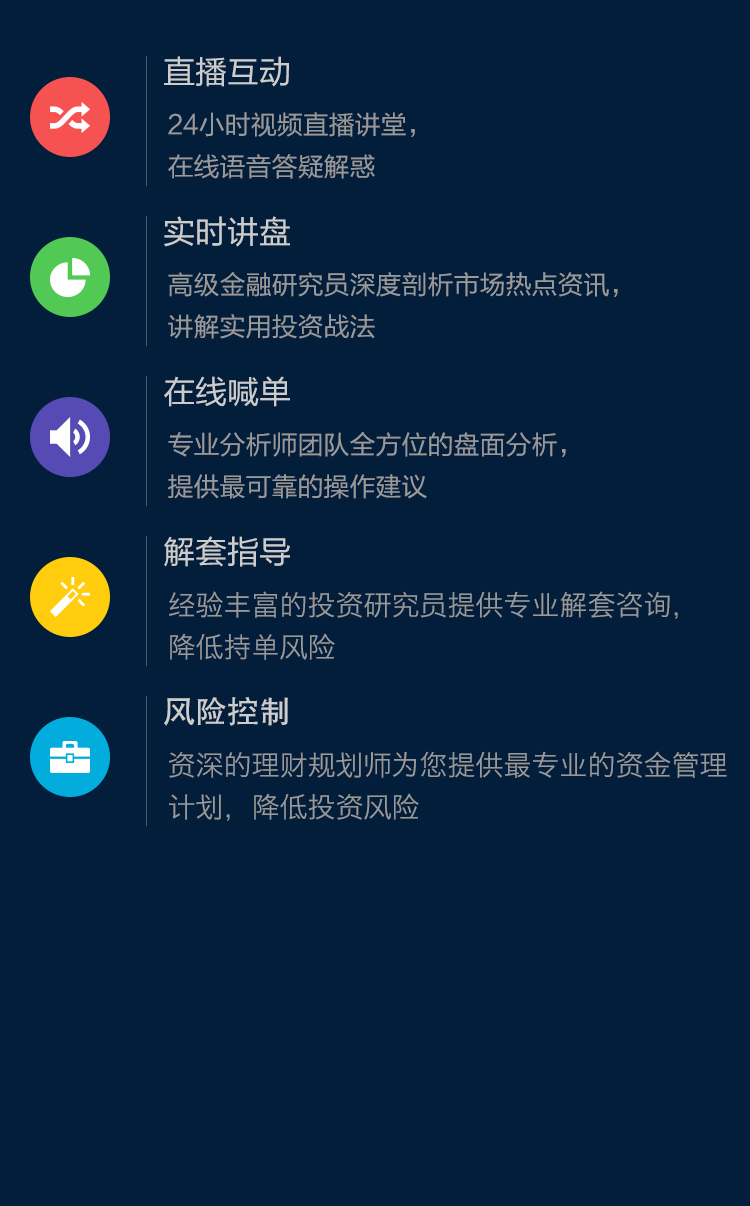 直播互动
24小时视频直播讲堂，
在线语音答疑解惑
实时讲盘
高级金融研究员深度剖析市场热点资讯，
讲解实用投资战法
在线喊单
专业分析师团队全方位的盘面分析，
提供最可靠的操作建议
解套指导
经验丰富的投资研究员提供专业解套咨询，
降低持单风险
风险控制
资深的理财规划师为您提供最专业的资金管理
计划，降低投资风险